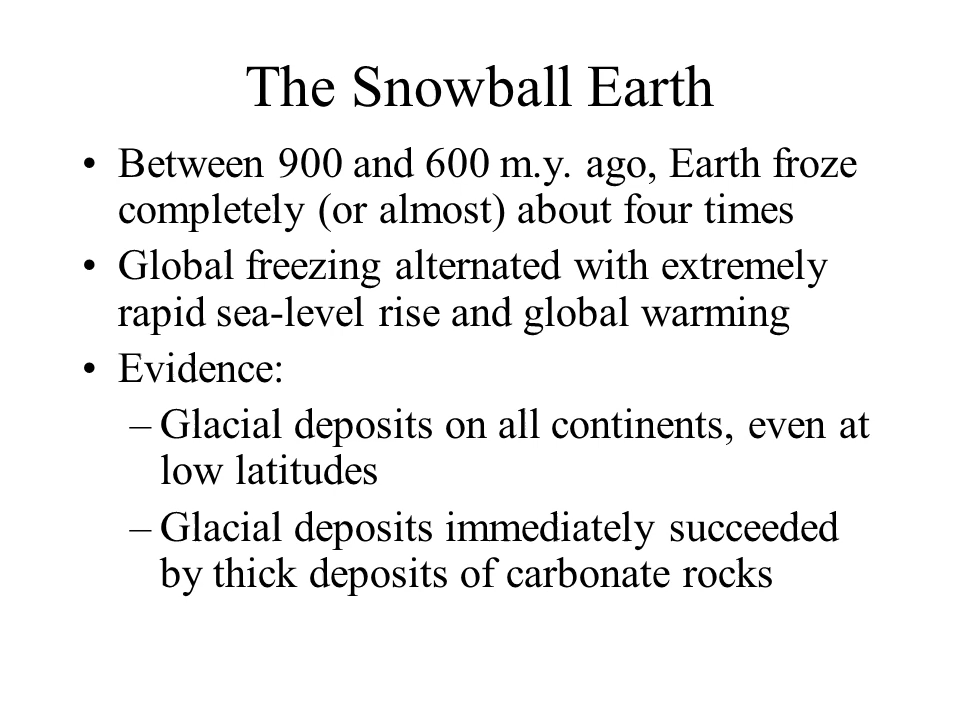 The Snowball Earth
• Between 900 and 600 m.y. ago, Earth froze
completely (or almost) about four times
• Global freezing alternated with extremely
rapid sea-level rise and global warming
• Evidence:
– Glacial deposits on all continents, even at
low latitudes
– Glacial deposits immediately succeeded
by thick deposits of carbonate rocks